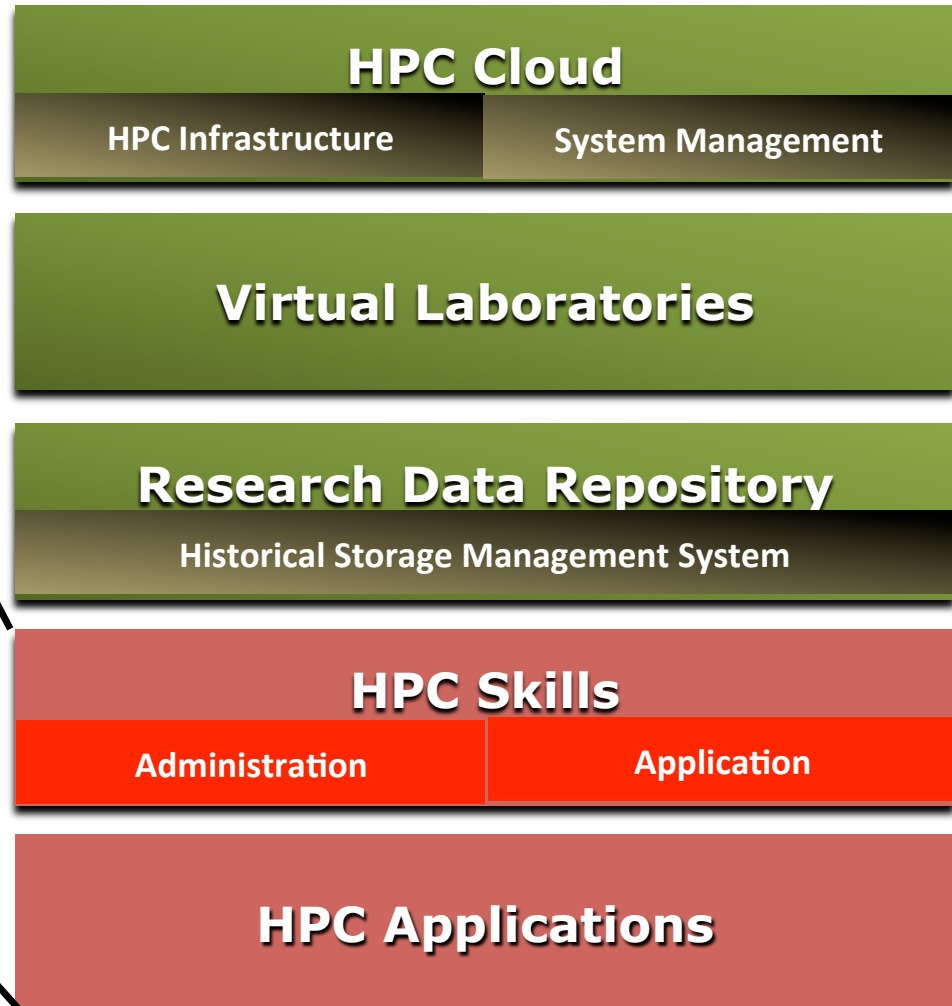 HPC Cloud
HPC Infrastructure System Management
Virtual Laboratories
Research Data Repository
Historical Storage Management System
HPC Skills
Administration Application
HPC Applications